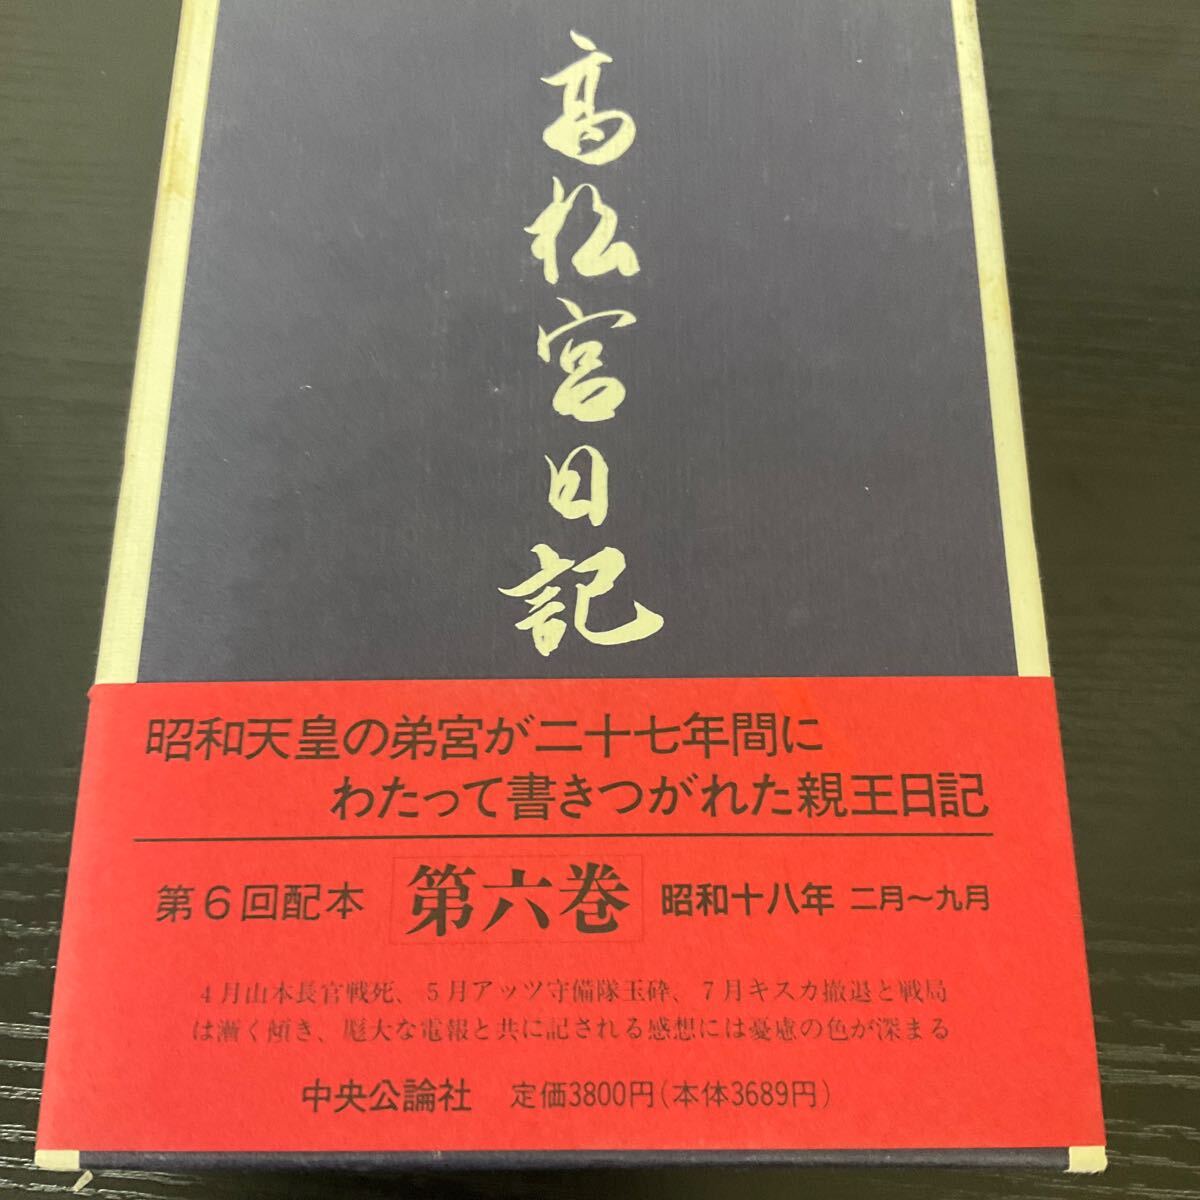 高松宮日記
昭和天皇の弟宮が二十七年間に
わたって書きつがれた親王日記
第6回配本 第六巻 昭和十八年 二月〜九月
4月山本長官戦死、5月アッツ守備隊玉砕、7月キスカ撤退と戦局
は漸く傾き、厖大な電報と共に記される感想には憂慮の色が深まる
中央公論社 定価3800円(本体3689円)